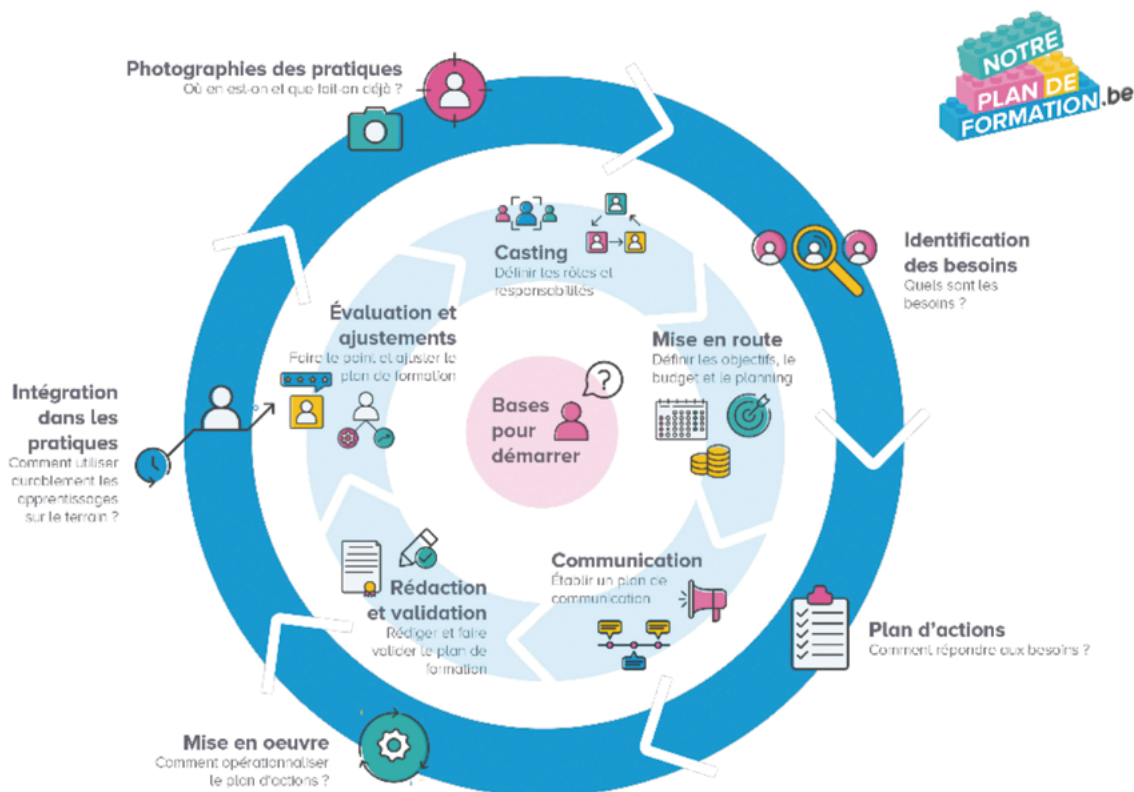 NOTRE
PLAN DE
FORMATION.be
Photographies des pratiques
Où en est-on et que fait-on déjà ?
Identification
des besoins
Quels sont les
besoins ?
Plan d'actions
Comment répondre aux besoins ?
Mise en oeuvre
Comment opérationnaliser
le plan d'actions ?
Intégration
dans les
pratiques
Comment utiliser
durablement les
apprentissages
sur le terrain ?
Casting
Définir les rôles et
responsabilités
Mise en route
Définir les objectifs, le
budget et le planning
Communication
Établir un plan de
communication
Rédaction
et validation
Rédiger et faire
valider le plan de
formation
Évaluation et
ajustements
Faire le point et ajuster le
plan de formation
Bases
pour
démarrer
?